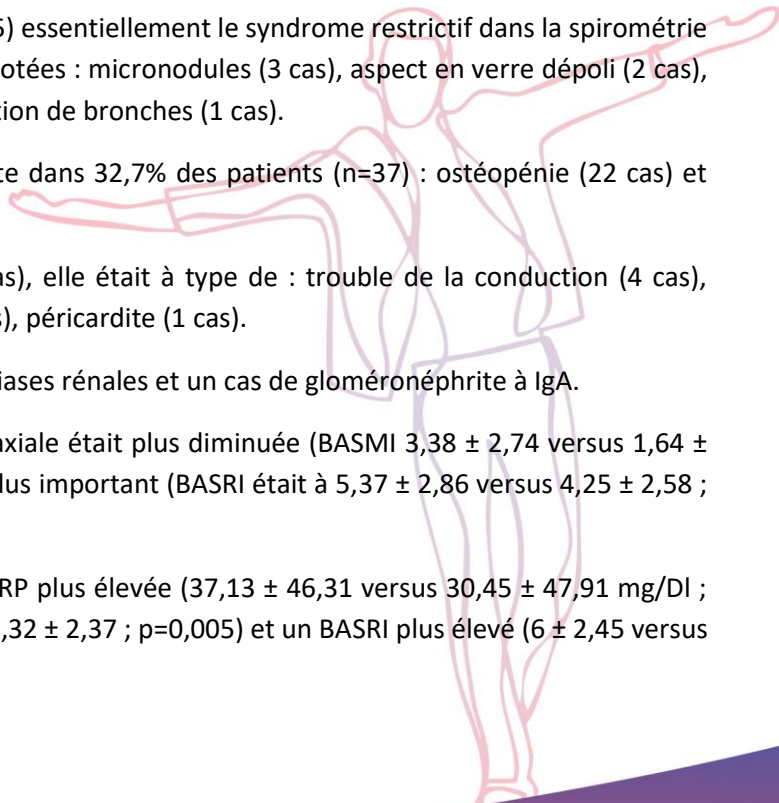 5) essentiellement le syndrome restrictif dans la spirométrie
otées : micronodules (3 cas), aspect en verre dépoli (2 cas),
tion de bronches (1 cas).
te dans 32,7% des patients (n=37) : ostéopénie (22 cas) et
as), elle était à type de : trouble de la conduction (4 cas),
s), péricardite (1 cas).
iases rénales et un cas de gloméronéphrite à IgA.
axiale était plus diminuée (BASMI 3,38 ± 2,74 versus 1,64 ±
lus important (BASRI était à 5,37 ± 2,86 versus 4,25 ± 2,58 ;
RP plus élevée (37,13 ± 46,31 versus 30,45 ± 47,91 mg/Dl ;
,32 ± 2,37 ; p=0,005) et un BASRI plus élevé (6 ± 2,45 versus